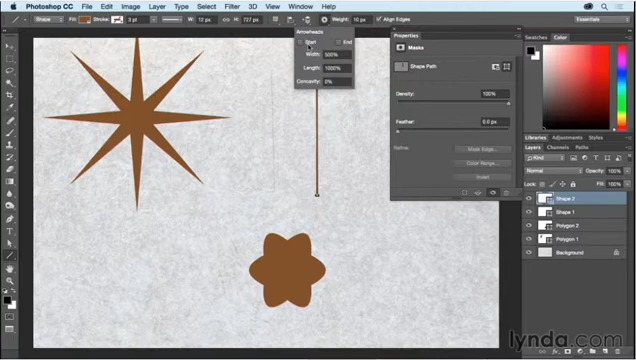 Photoshop CC File Edit Image Layer Type Select Filter 3D View Window Help
Shape Fill: Stroke: 3 pt W: 12 px H: 727 px Weight: 10 px Align Edges Essentials
Arrowheads
Start End
Width: 500%
Length: 1000%
Concavity: 0%
Properties
Masks
Shape Path
Density: 100%
Feather: 0.0 px
Refine:
Mask Edge...
Color Range...
Invert
Swatches Color
Libraries Adjustments Styles
Layers Channels Paths
Kind
Normal Opacity: 100%
Lock: Fill: 100%
Shape 2
Shape 1
Polygon 2
Polygon 1
Background
lynda.com